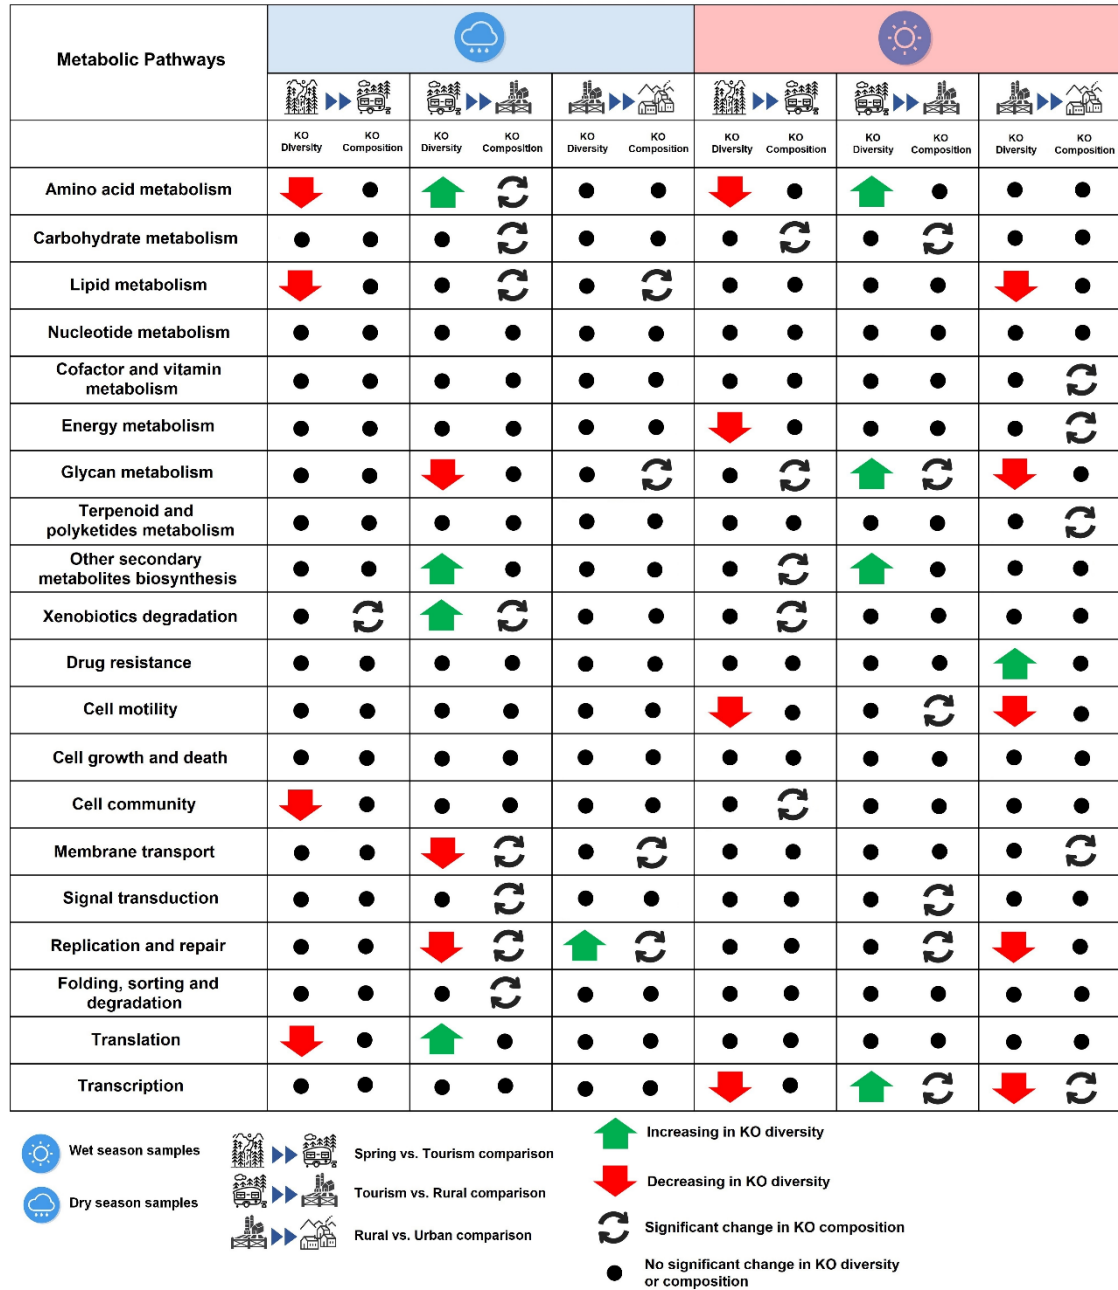 Metabolic Pathways
KO Diversity
KO Composition
KO Diversity
KO Composition
KO Diversity
KO Composition
KO Diversity
KO Composition
KO Diversity
KO Composition
KO Diversity
KO Composition
Amino acid metabolism
Carbohydrate metabolism
Lipid metabolism
Nucleotide metabolism
Cofactor and vitamin
metabolism
Energy metabolism
Glycan metabolism
Terpenoid and
polyketides metabolism
Other secondary
metabolites biosynthesis
Xenobiotics degradation
Drug resistance
Cell motility
Cell growth and death
Cell community
Membrane transport
Signal transduction
Replication and repair
Folding, sorting and
degradation
Translation
Transcription
Wet season samples
Dry season samples
Spring vs. Tourism comparison
Tourism vs. Rural comparison
Rural vs. Urban comparison
Increasing in KO diversity
Decreasing in KO diversity
Significant change in KO composition
No significant change in KO diversity
or composition